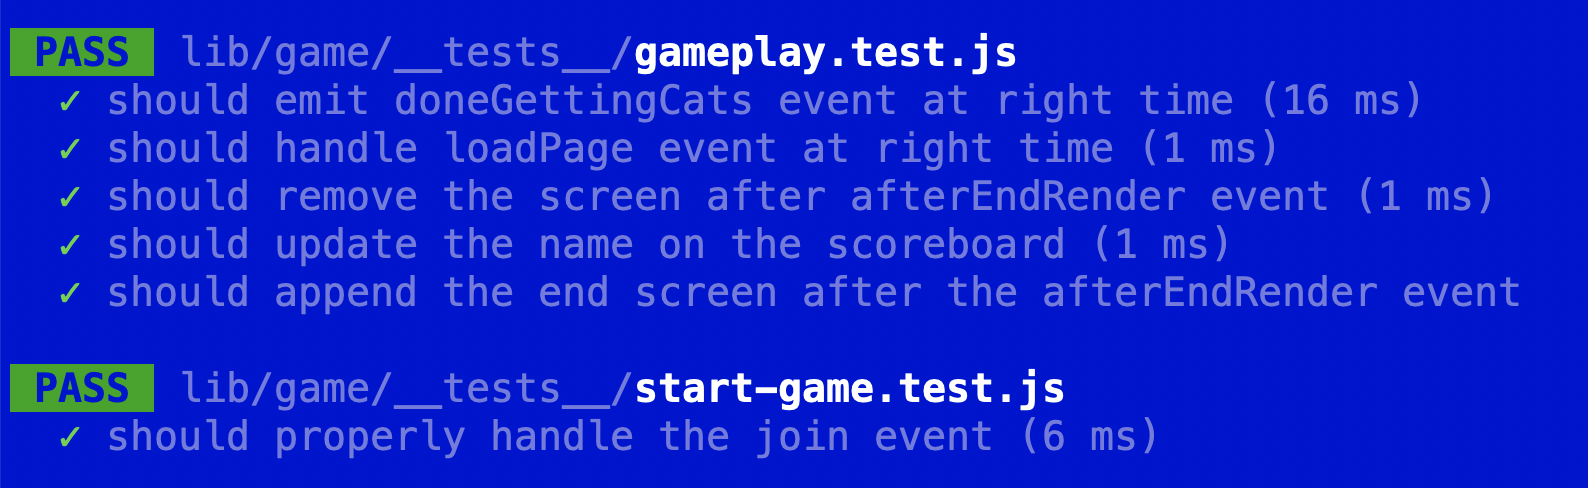 PASS lib/game/__tests__/gameplay.test.js
✓ should emit doneGettingCats event at right time (16 ms)
✓ should handle loadPage event at right time (1 ms)
✓ should remove the screen after afterEndRender event (1 ms)
✓ should update the name on the scoreboard (1 ms)
✓ should append the end screen after the afterEndRender event
PASS lib/game/__tests__/start-game.test.js
✓ should properly handle the join event (6 ms)